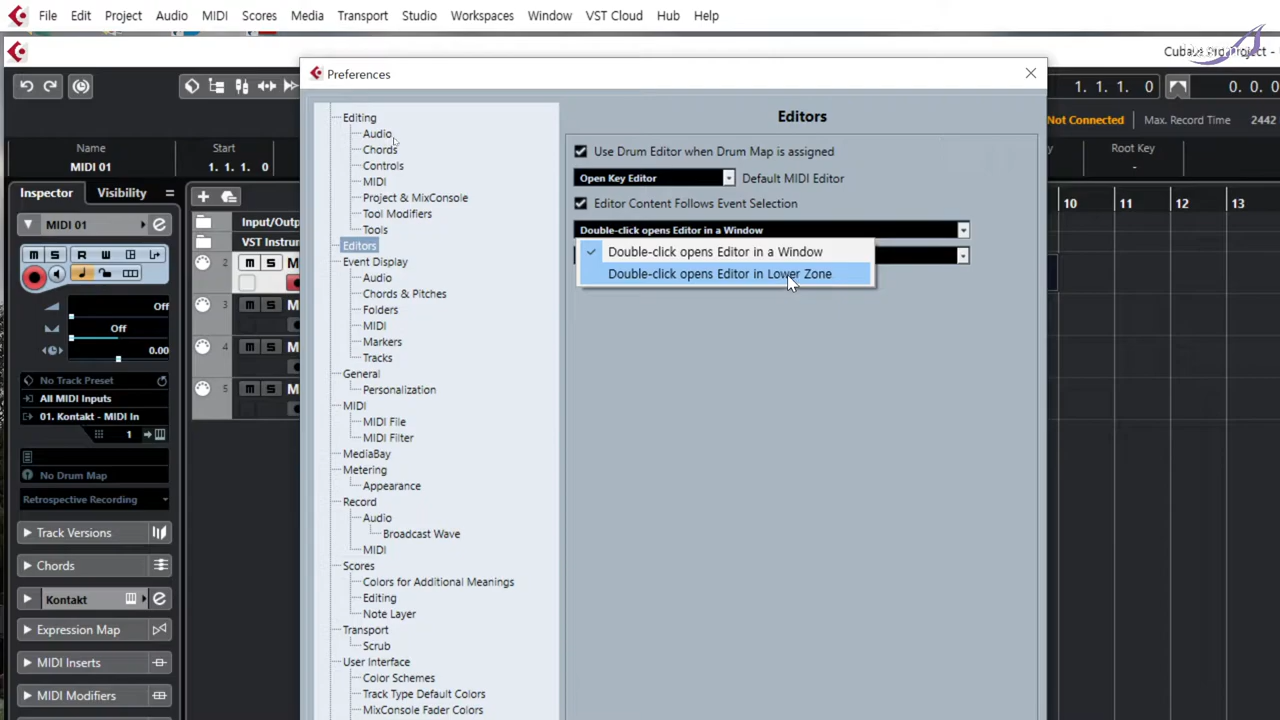 File Edit Project Audio MIDI Scores Media Transport Studio Workspaces Window VST Cloud Hub Help
Preferences
1. 1. 1. 0
0. 0. 0.
Not Connected Max. Record Time 2442
Name Start Root Key
MIDI 01 1. 1. 1. 0 -
Inspector Visibility
10 11 12 13
MIDI 01
M S R W
Off
Off
0.00
No Track Preset
All MIDI Inputs
01. Kontakt - MIDI In
1
No Drum Map
Retrospective Recording
Track Versions
Chords
Kontakt
Expression Map
MIDI Inserts
MIDI Modifiers
Input/Outp
VST Instrum
2
3 m S M
4 m S M
5 m S M
Editing
Audio
Chords
Controls
MIDI
Project & MixConsole
Tool Modifiers
Tools
Editors
Event Display
Audio
Chords & Pitches
Folders
MIDI
Markers
Tracks
General
Personalization
MIDI
MIDI File
MIDI Filter
MediaBay
Metering
Appearance
Record
Audio
Broadcast Wave
MIDI
Scores
Colors for Additional Meanings
Editing
Note Layer
Transport
Scrub
User Interface
Color Schemes
Track Type Default Colors
MixConsole Fader Colors
Editors
Use Drum Editor when Drum Map is assigned
Open Key Editor Default MIDI Editor
Editor Content Follows Event Selection
Double-click opens Editor in a Window
Double-click opens Editor in a Window
Double-click opens Editor in Lower Zone